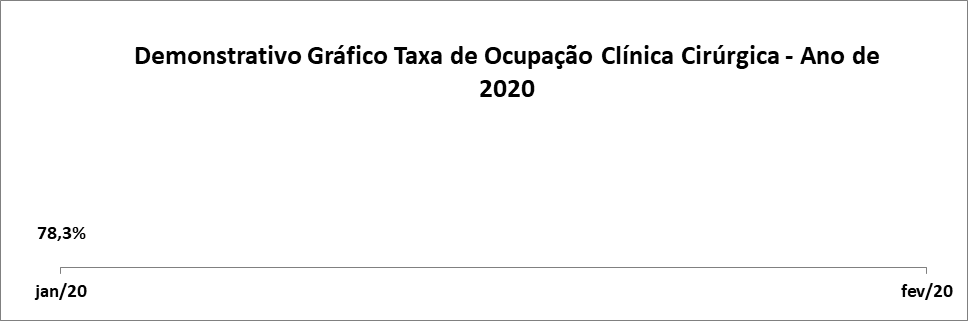 Demonstrativo Gráfico Taxa de Ocupação Clínica Cirúrgica - Ano de
2020
78,3%
jan/20
fev/20